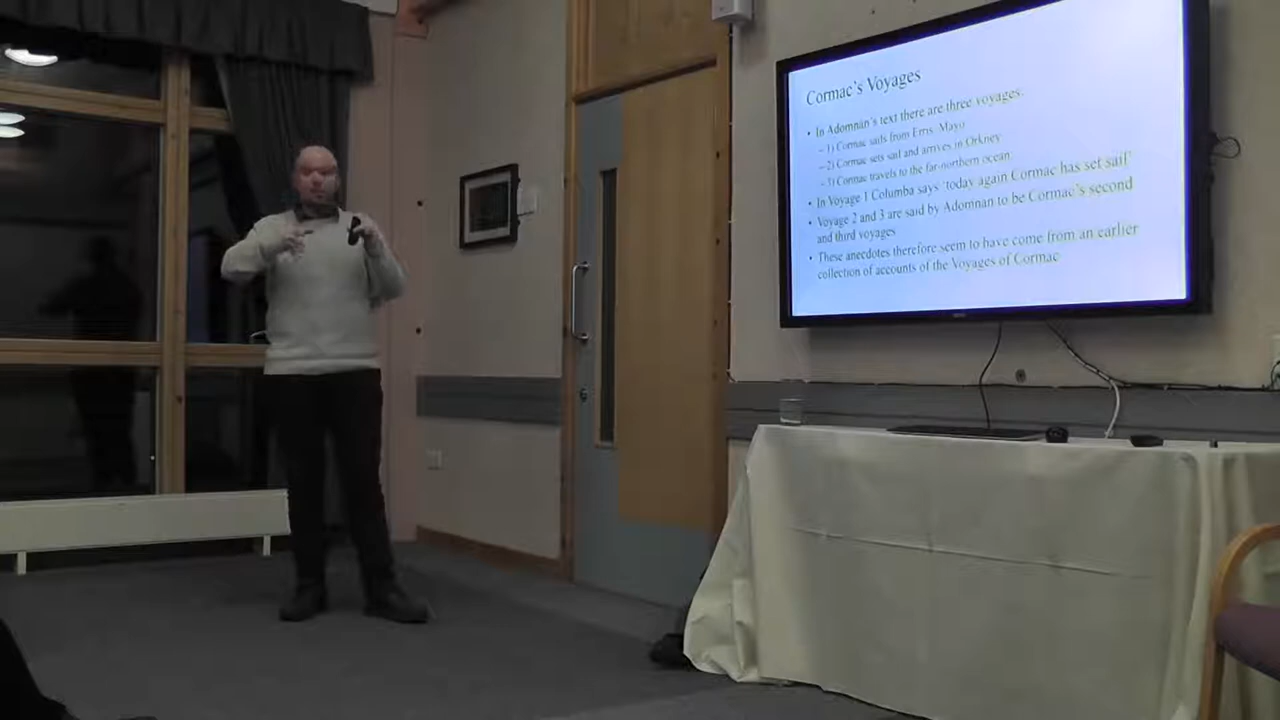 Cormac's Voyages
• In Adomnán's text there are three voyages.
– 1) Cormac sails from Erris, Mayo
– 2) Cormac sets sail and arrives in Orkney
– 3) Cormac travels to the far-northern ocean
• In Voyage 1 Columba says 'today again Cormac has set sail'
• Voyage 2 and 3 are said by Adomnán to be Cormac's second
and third voyages
• These anecdotes therefore seem to have come from an earlier
collection of accounts of the Voyages of Cormac